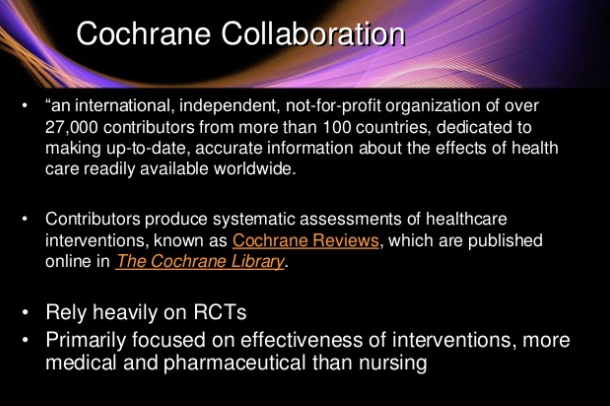 Cochrane Collaboration
• “an international, independent, not-for-profit organization of over
27,000 contributors from more than 100 countries, dedicated to
making up-to-date, accurate information about the effects of health
care readily available worldwide.
• Contributors produce systematic assessments of healthcare
interventions, known as Cochrane Reviews, which are published
online in The Cochrane Library.
• Rely heavily on RCTs
• Primarily focused on effectiveness of interventions, more
medical and pharmaceutical than nursing